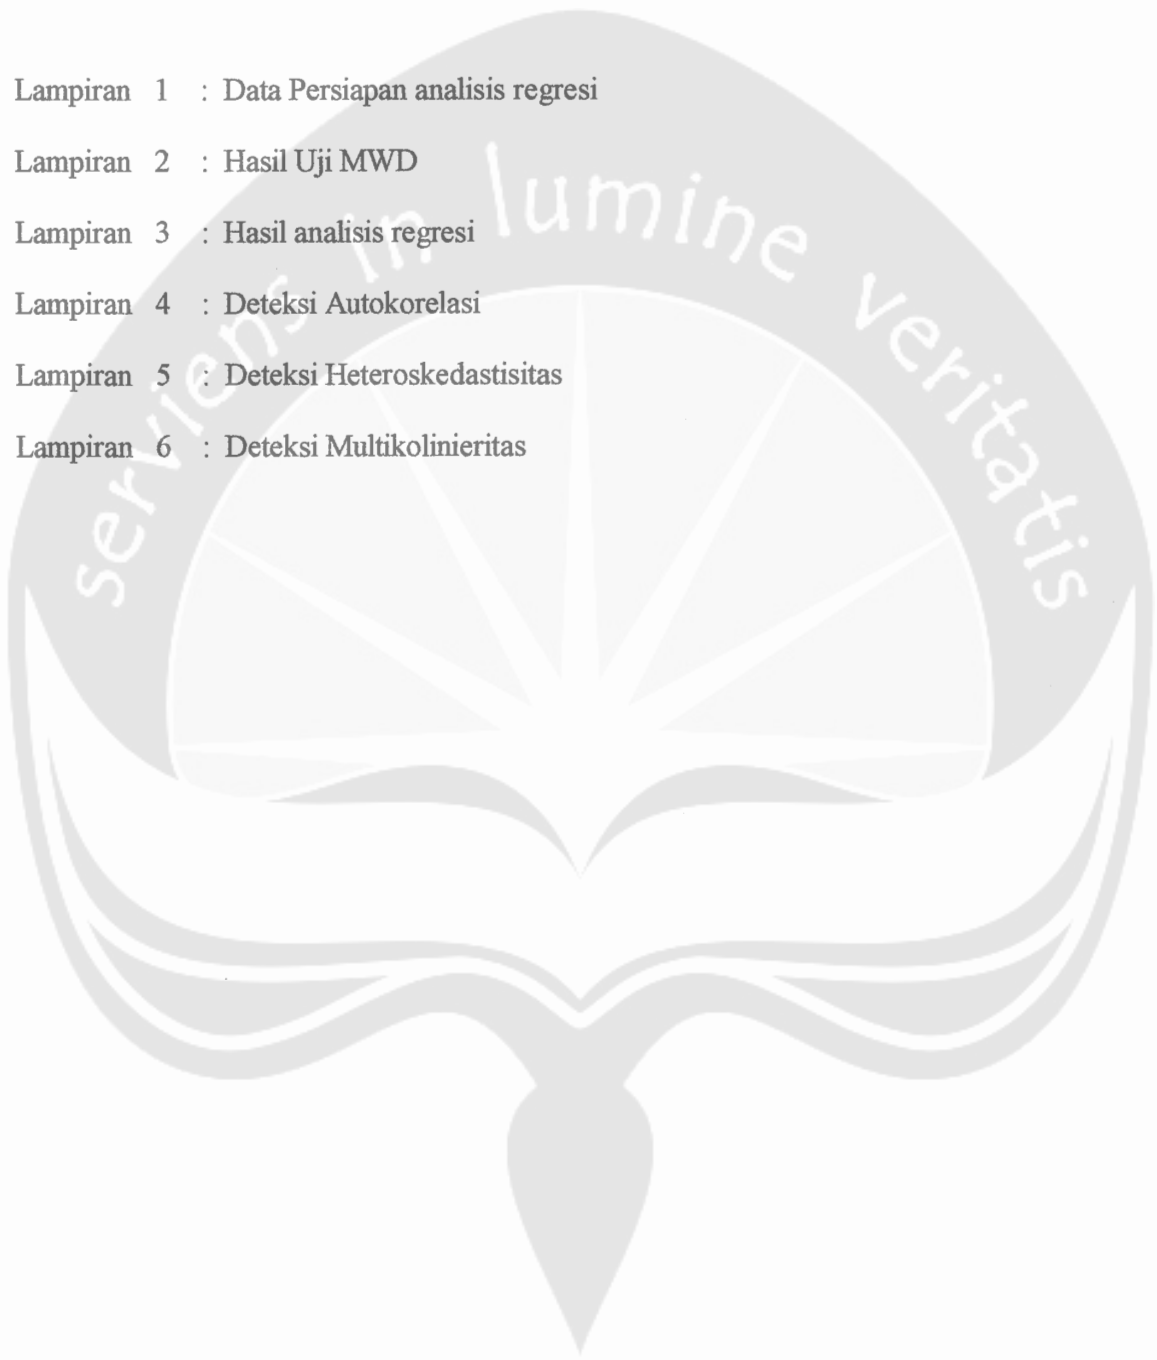 Lampiran 1 : Data Persiapan analisis regresi
Lampiran 2 : Hasil Uji MWD
Lampiran 3 : Hasil analisis regresi
Lampiran 4 : Deteksi Autokorelasi
Lampiran 5 : Deteksi Heteroskedastisitas
Lampiran 6 : Deteksi Multikolinieritas
serviens in lumine veritatis